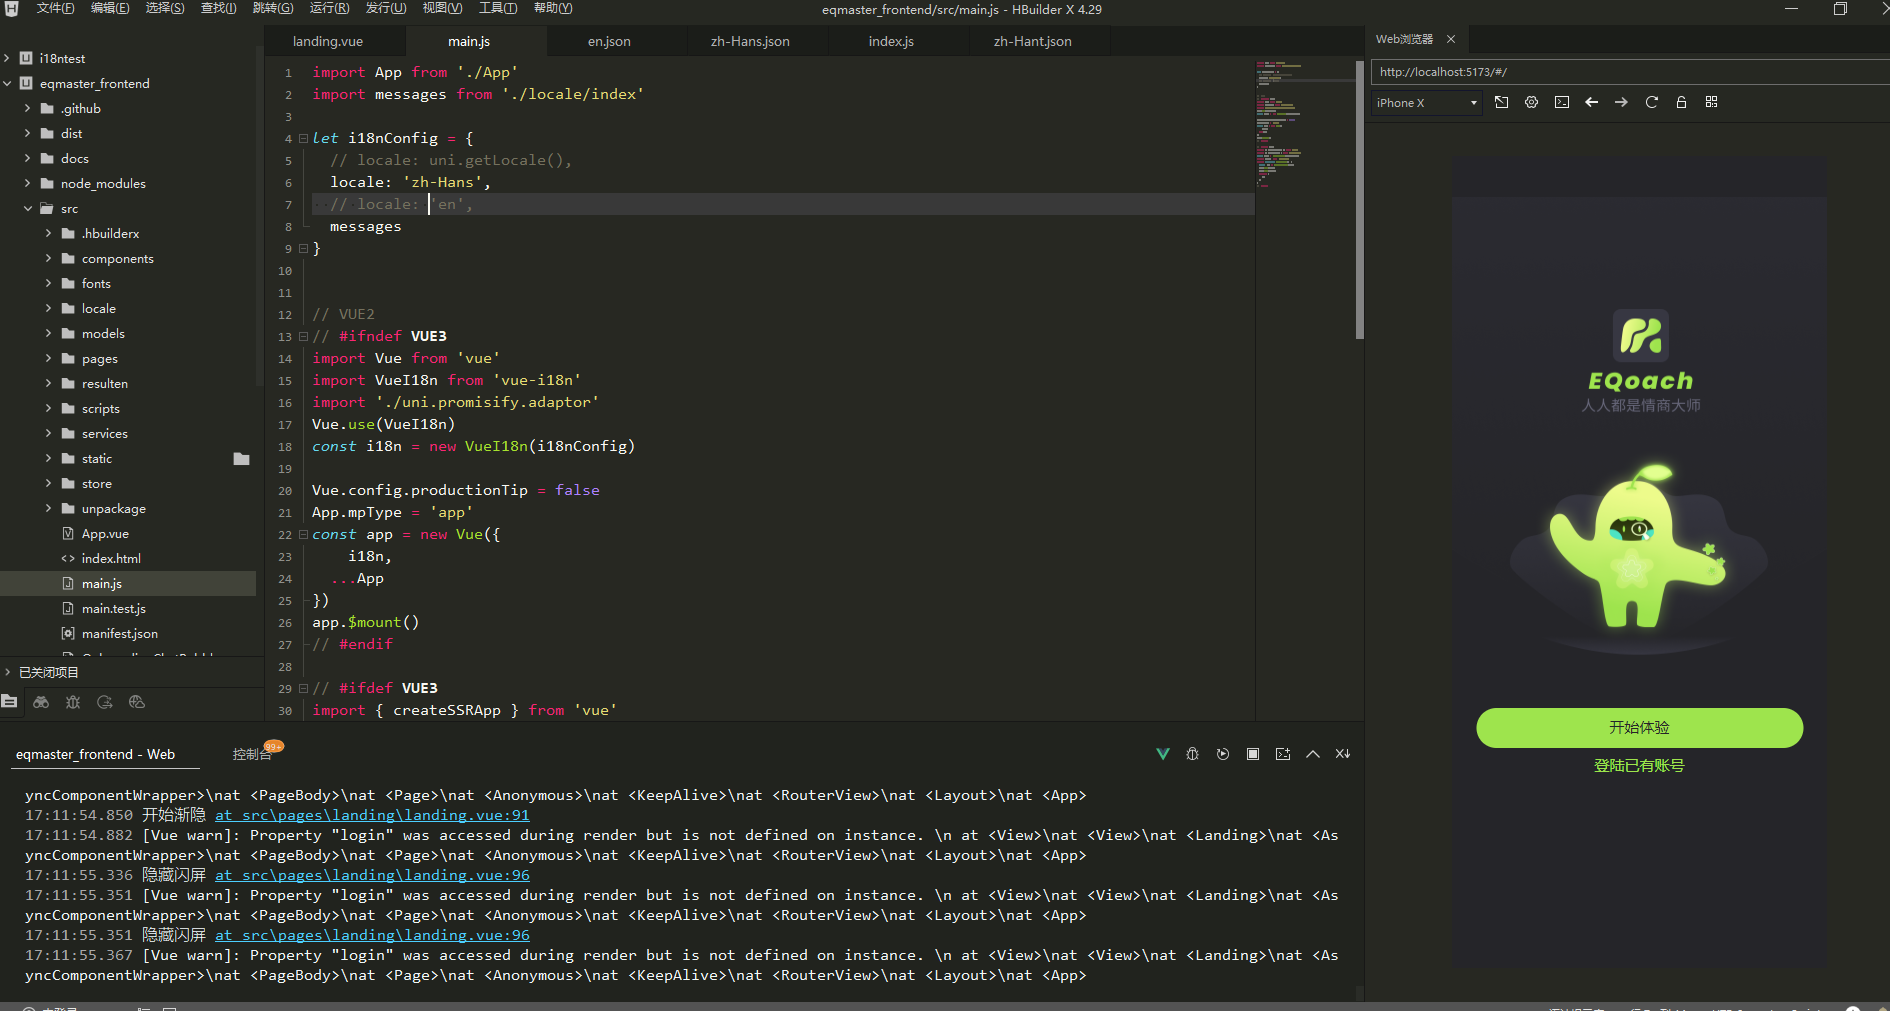 文件(F) 编辑(E) 选择(S) 查找(I) 跳转(G) 运行(R) 发行(U) 视图(V) 工具(T) 帮助(Y)
eqmaster_frontend/src/main.js - HBuilder X 4.29
i18ntest
eqmaster_frontend
.github
dist
docs
node_modules
src
.hbuilderx
components
fonts
locale
models
pages
resulten
scripts
services
static
store
unpackage
App.vue
index.html
main.js
main.test.js
manifest.json
已关闭项目
landing.vue main.js en.json zh-Hans.json index.js zh-Hant.json
1 import App from './App'
2 import messages from './locale/index'
3
4 let i18nConfig = {
5 // locale: uni.getLocale(),
6 locale: 'zh-Hans',
7 // locale: 'en',
8 messages
9 }
10
11
12 // VUE2
13 // #ifndef VUE3
14 import Vue from 'vue'
15 import VueI18n from 'vue-i18n'
16 import './uni.promisify.adaptor'
17 Vue.use(VueI18n)
18 const i18n = new VueI18n(i18nConfig)
19
20 Vue.config.productionTip = false
21 App.mpType = 'app'
22 const app = new Vue({
23 i18n,
24 ...App
25 })
26 app.$mount()
27 // #endif
28
29 // #ifdef VUE3
30 import { createSSRApp } from 'vue'
Web浏览器
http://localhost:5173/#/
iPhone X
EQoach
人人都是情商大师
开始体验
登陆已有账号
eqmaster_frontend - Web 控制台 99+
yncComponentWrapper>\nat <PageBody>\nat <Page>\nat <Anonymous>\nat <KeepAlive>\nat <RouterView>\nat <Layout>\nat <App>
17:11:54.850 开始渐隐 at src\pages\landing\landing.vue:91
17:11:54.882 [Vue warn]: Property "login" was accessed during render but is not defined on instance. \n at <View>\nat <View>\nat <Landing>\nat <As
yncComponentWrapper>\nat <PageBody>\nat <Page>\nat <Anonymous>\nat <KeepAlive>\nat <RouterView>\nat <Layout>\nat <App>
17:11:55.336 隐藏闪屏 at src\pages\landing\landing.vue:96
17:11:55.351 [Vue warn]: Property "login" was accessed during render but is not defined on instance. \n at <View>\nat <View>\nat <Landing>\nat <As
yncComponentWrapper>\nat <PageBody>\nat <Page>\nat <Anonymous>\nat <KeepAlive>\nat <RouterView>\nat <Layout>\nat <App>
17:11:55.351 隐藏闪屏 at src\pages\landing\landing.vue:96
17:11:55.367 [Vue warn]: Property "login" was accessed during render but is not defined on instance. \n at <View>\nat <View>\nat <Landing>\nat <As
yncComponentWrapper>\nat <PageBody>\nat <Page>\nat <Anonymous>\nat <KeepAlive>\nat <RouterView>\nat <Layout>\nat <App>